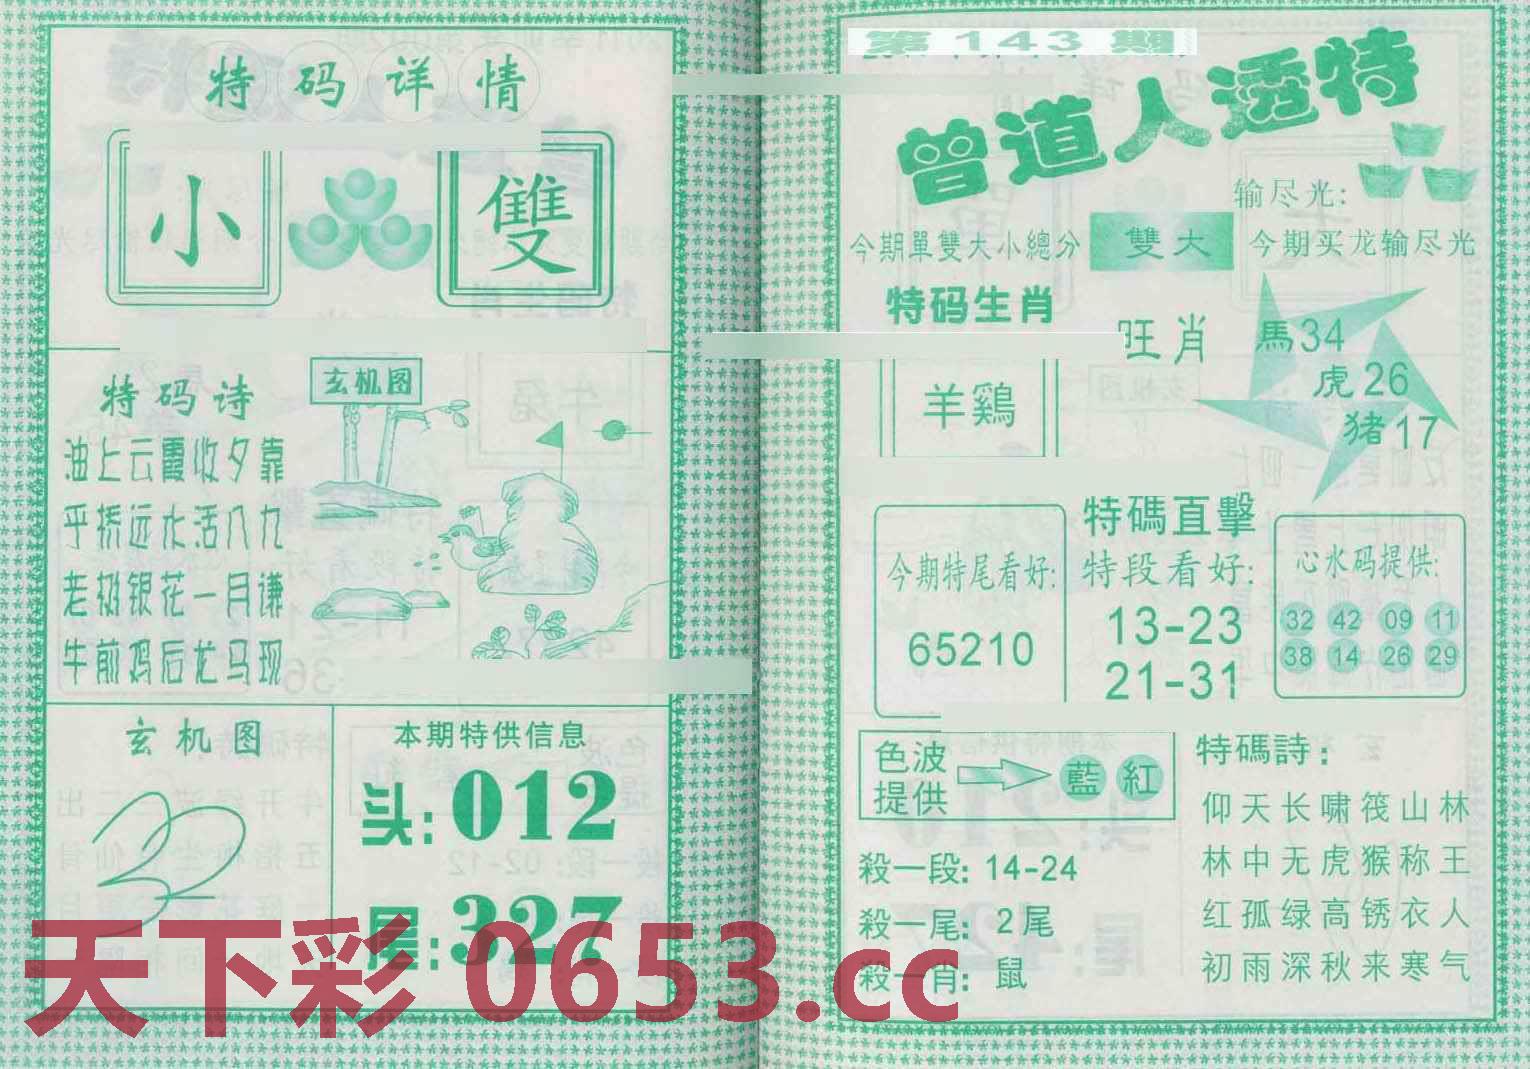 特码详情
小 雙
特码诗
油上云霞收夕靠
乎桥远水活八九
老极银花一月谦
牛前鸡后龙马现
玄机图
玄机图
本期特供信息
头:012
尾:327
第143期
曾道人透特
输尽光:
今期單雙大小總分 雙大 今期买龙输尽光
特码生肖
羊鷄
旺肖
馬34
虎26
猪17
特碼直擊
今期特尾看好:
65210
特段看好:
13-23
21-31
心水码提供:
32 42 09 11
38 14 26 29
色波提供 藍 紅
殺一段: 14-24
殺一尾: 2尾
殺一肖: 鼠
特碼詩:
仰天长啸筏山林
林中无虎猴称王
红孤绿高锈衣人
初雨深秋来寒气
天下彩 0653.cc